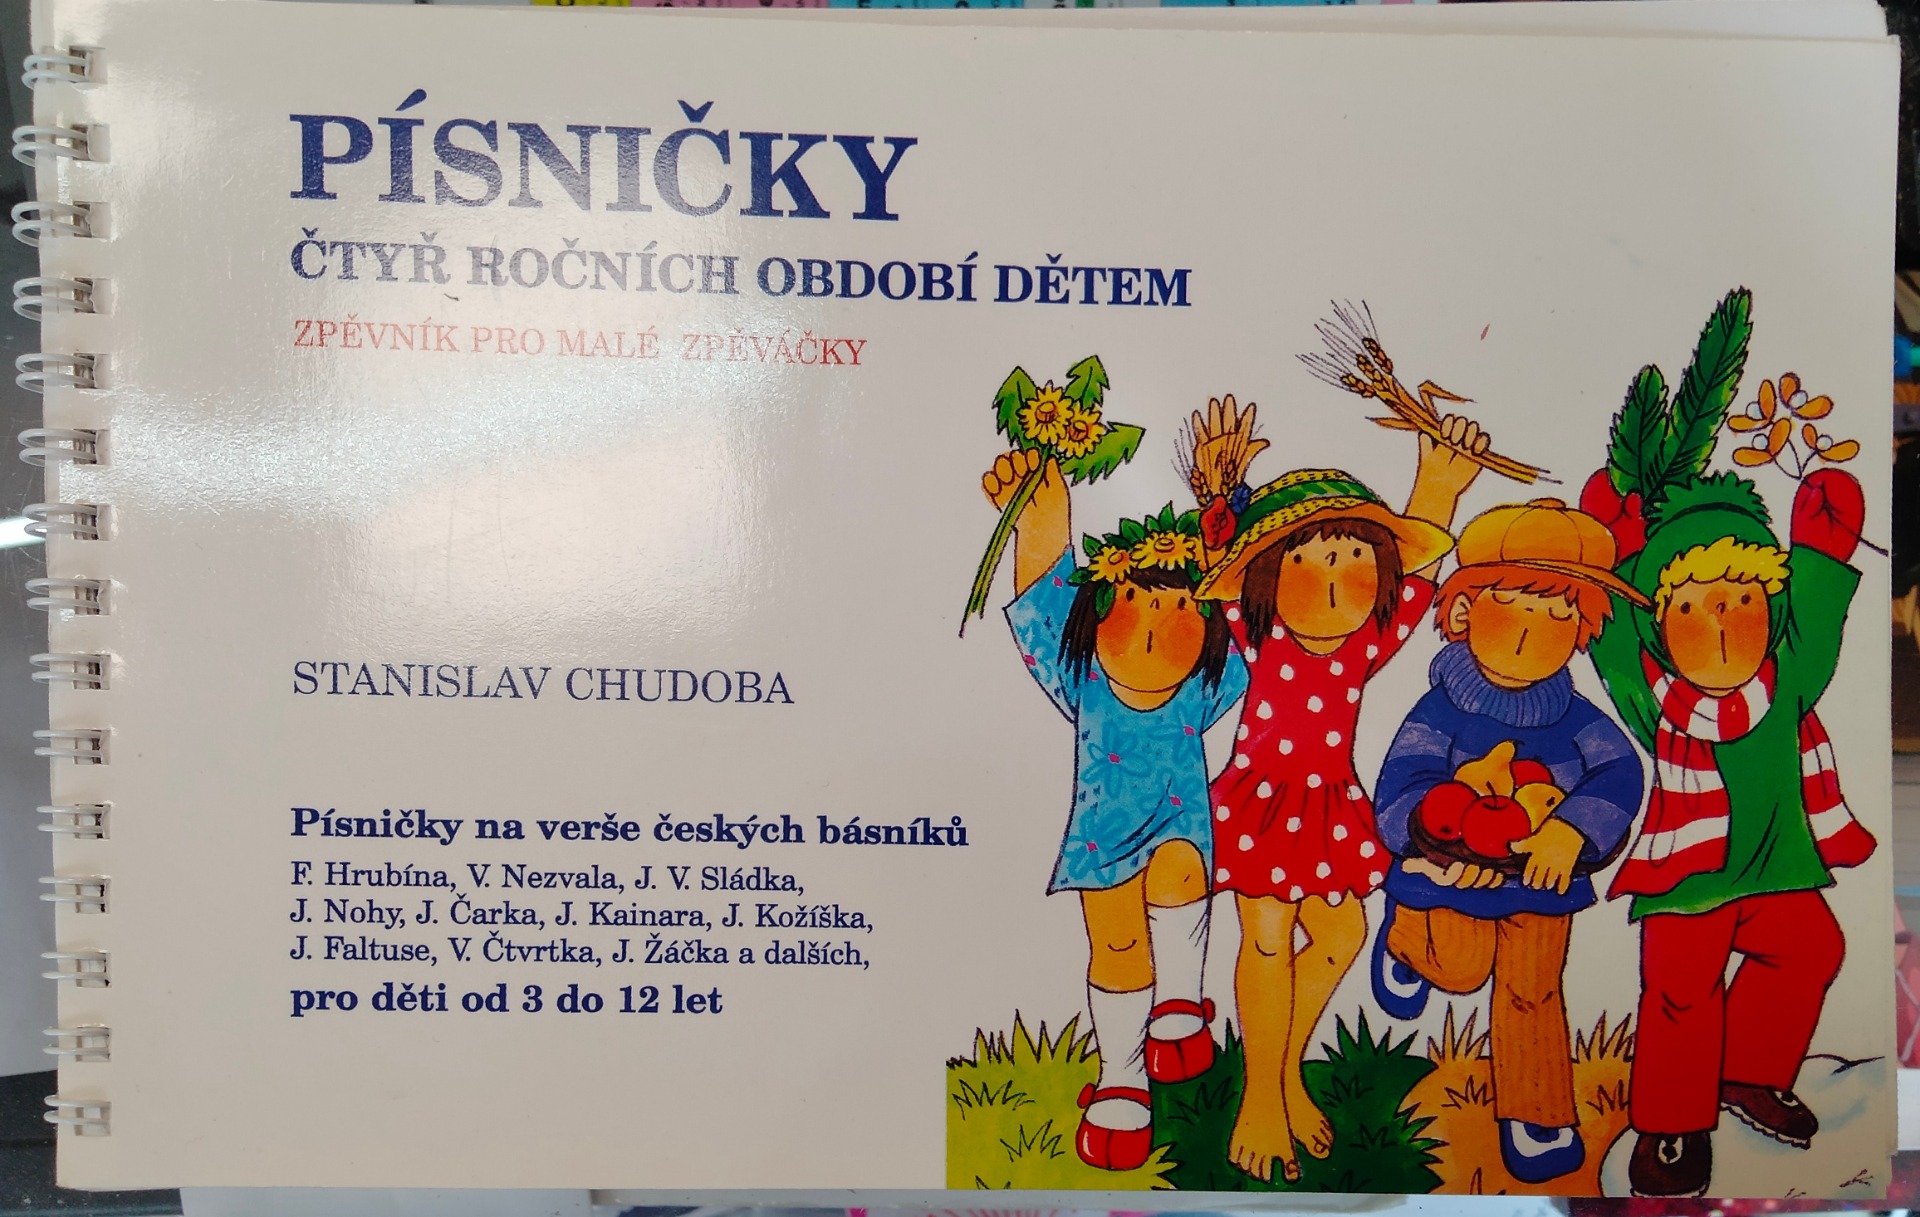 PÍSNIČKY
ČTYŘ ROČNÍCH OBDOBÍ DĚTEM
ZPĚVNÍK PRO MALÉ ZPĚVÁČKY
STANISLAV CHUDOBA
Písničky na verše českých básníků
F. Hrubína, V. Nezvala, J. V. Sládka,
J. Nohy, J. Čarka, J. Kainara, J. Kožíška,
J. Faltuse, V. Čtvrtka, J. Žáčka a dalších,
pro děti od 3 do 12 let